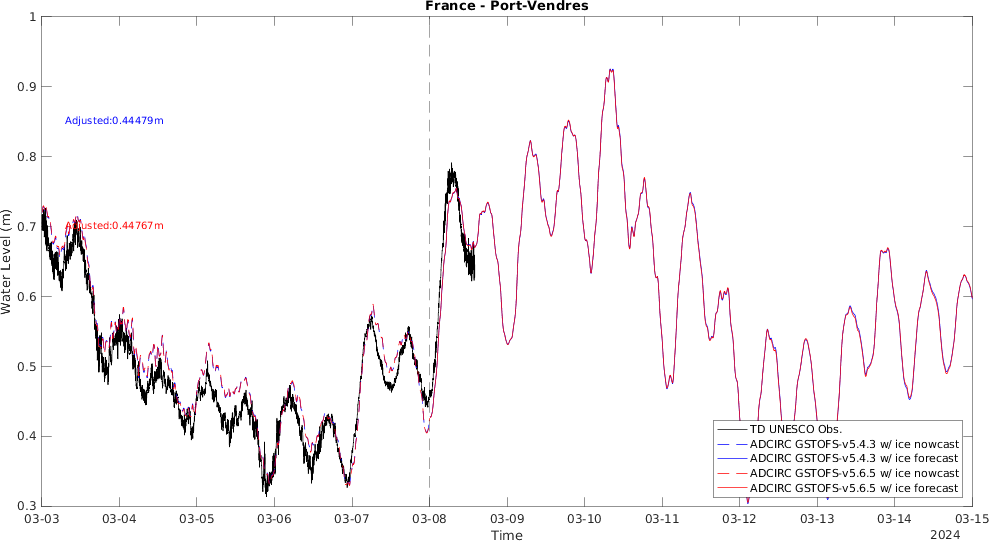 France - Port-Vendres
Water Level (m)
1
0.9
0.8
0.7
0.6
0.5
0.4
0.3
Adjusted:0.44479m
Adjusted:0.44767m
TD UNESCO Obs.
ADCIRC GSTOFS-v5.4.3 w/ ice nowcast
ADCIRC GSTOFS-v5.4.3 w/ ice forecast
ADCIRC GSTOFS-v5.6.5 w/ ice nowcast
ADCIRC GSTOFS-v5.6.5 w/ ice forecast
03-03 03-04 03-05 03-06 03-07 03-08 03-09 03-10 03-11 03-12 03-13 03-14 03-15
Time
2024